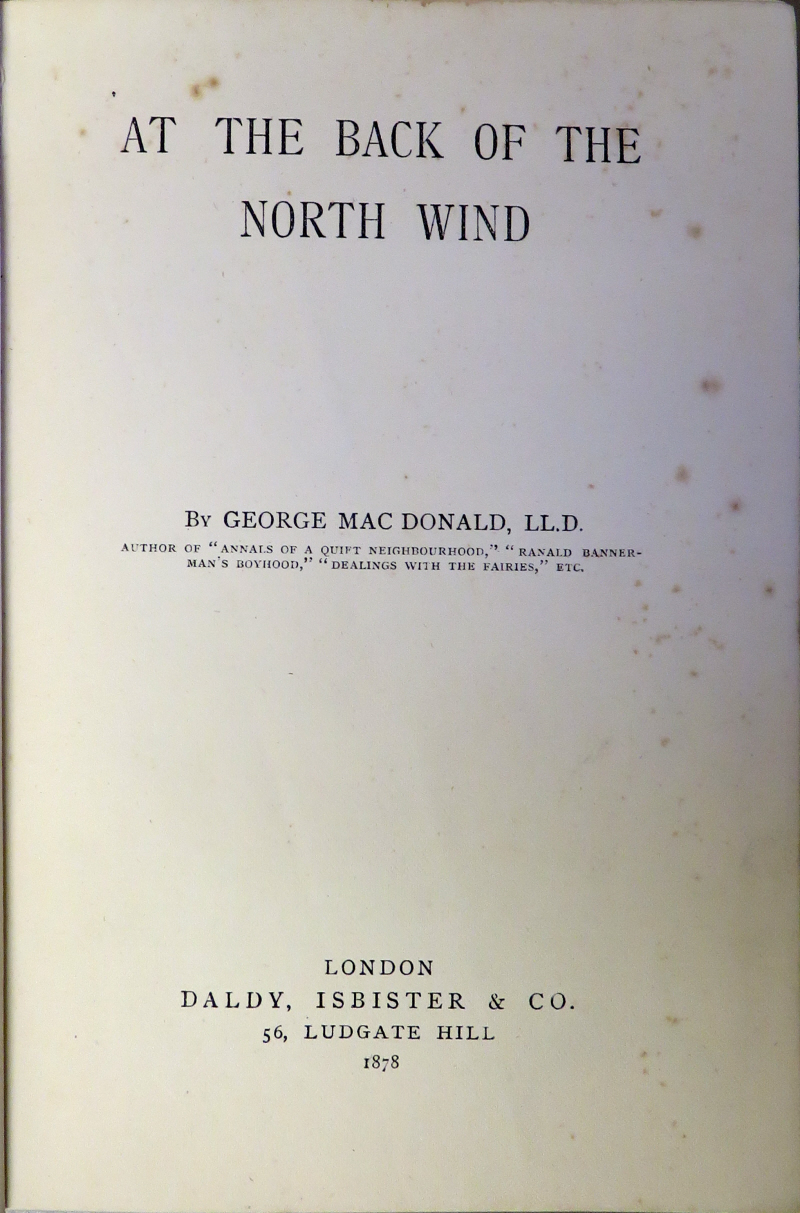 AT THE BACK OF THE
NORTH WIND
By GEORGE MAC DONALD, LL.D.
AUTHOR OF “ANNALS OF A QUIET NEIGHBOURHOOD,” “RANALD BANNER-
MAN'S BOYHOOD,” “DEALINGS WITH THE FAIRIES,” ETC.
LONDON
DALDY, ISBISTER & CO.
56, LUDGATE HILL
1878